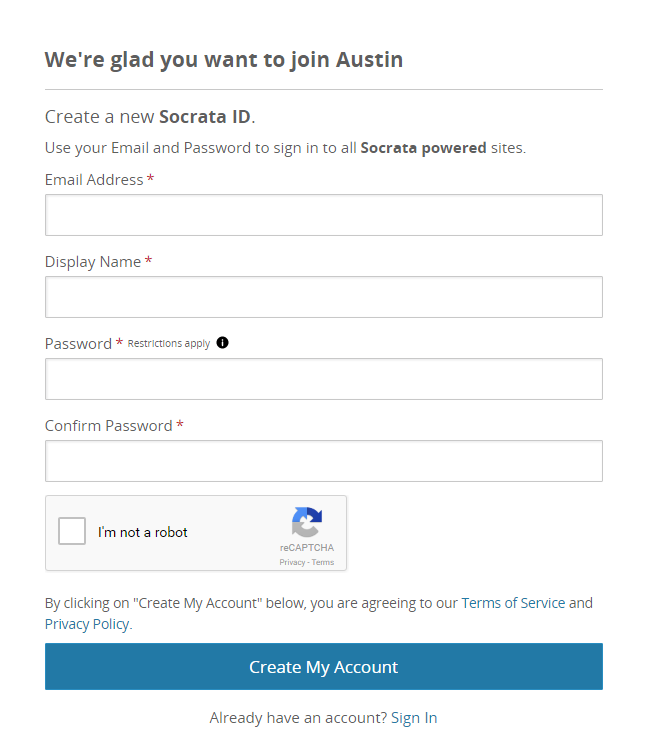 We're glad you want to join Austin
Create a new Socrata ID.
Use your Email and Password to sign in to all Socrata powered sites.
Email Address *
Display Name *
Password * Restrictions apply
Confirm Password *
I'm not a robot
reCAPTCHA
Privacy - Terms
By clicking on "Create My Account" below, you are agreeing to our Terms of Service and
Privacy Policy.
Create My Account
Already have an account? Sign In